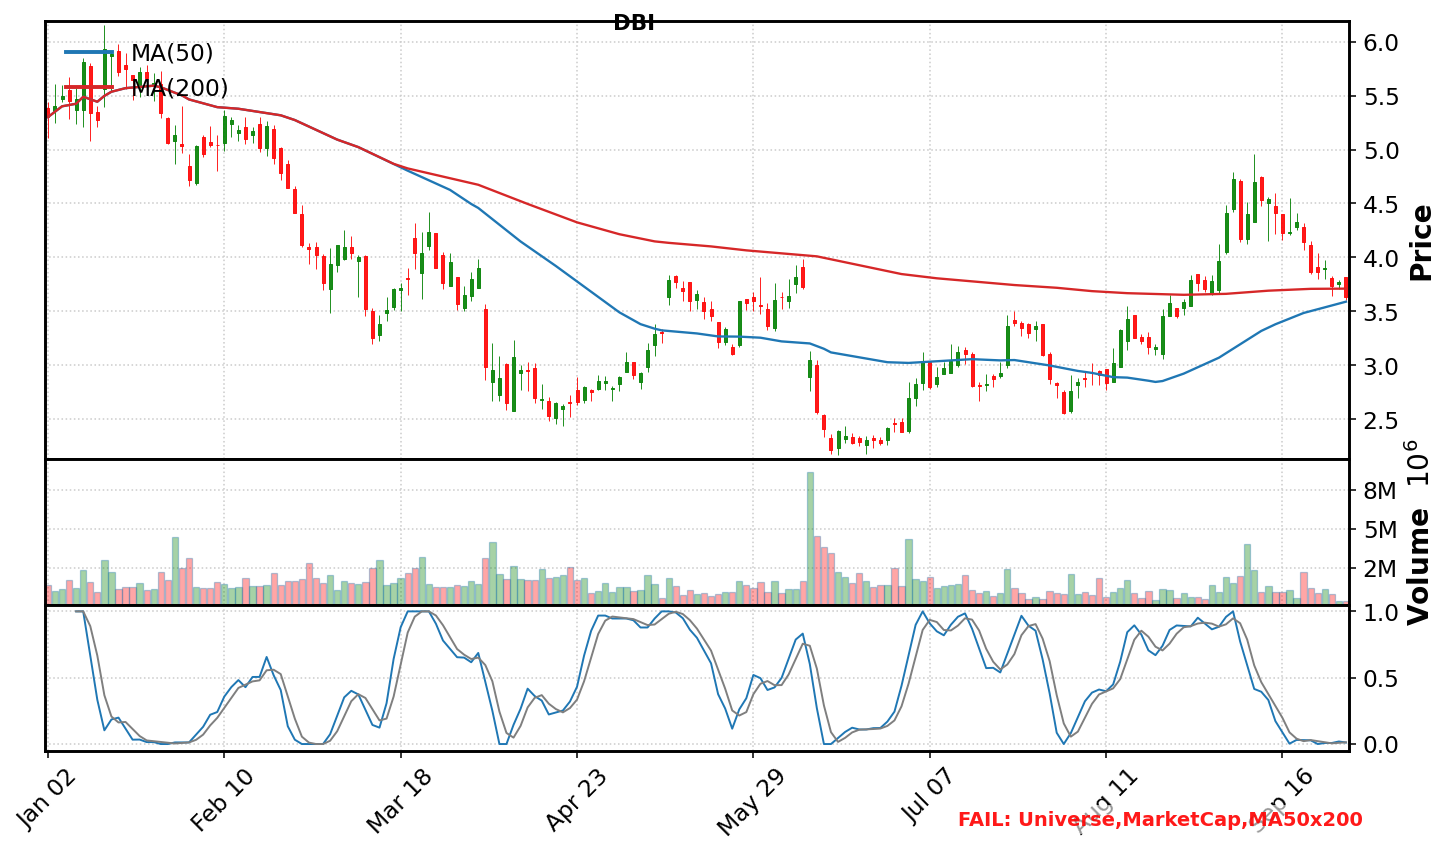 DBI
MA(50)
MA(200)
6.0
5.5
5.0
4.5
4.0
3.5
3.0
2.5
Price
8M
5M
2M
Volume 10^6
1.0
0.5
0.0
Jan 02
Feb 10
Mar 18
Apr 23
May 29
Jul 07
Aug 11
Sep 16
FAIL: Universe,MarketCap,MA50x200